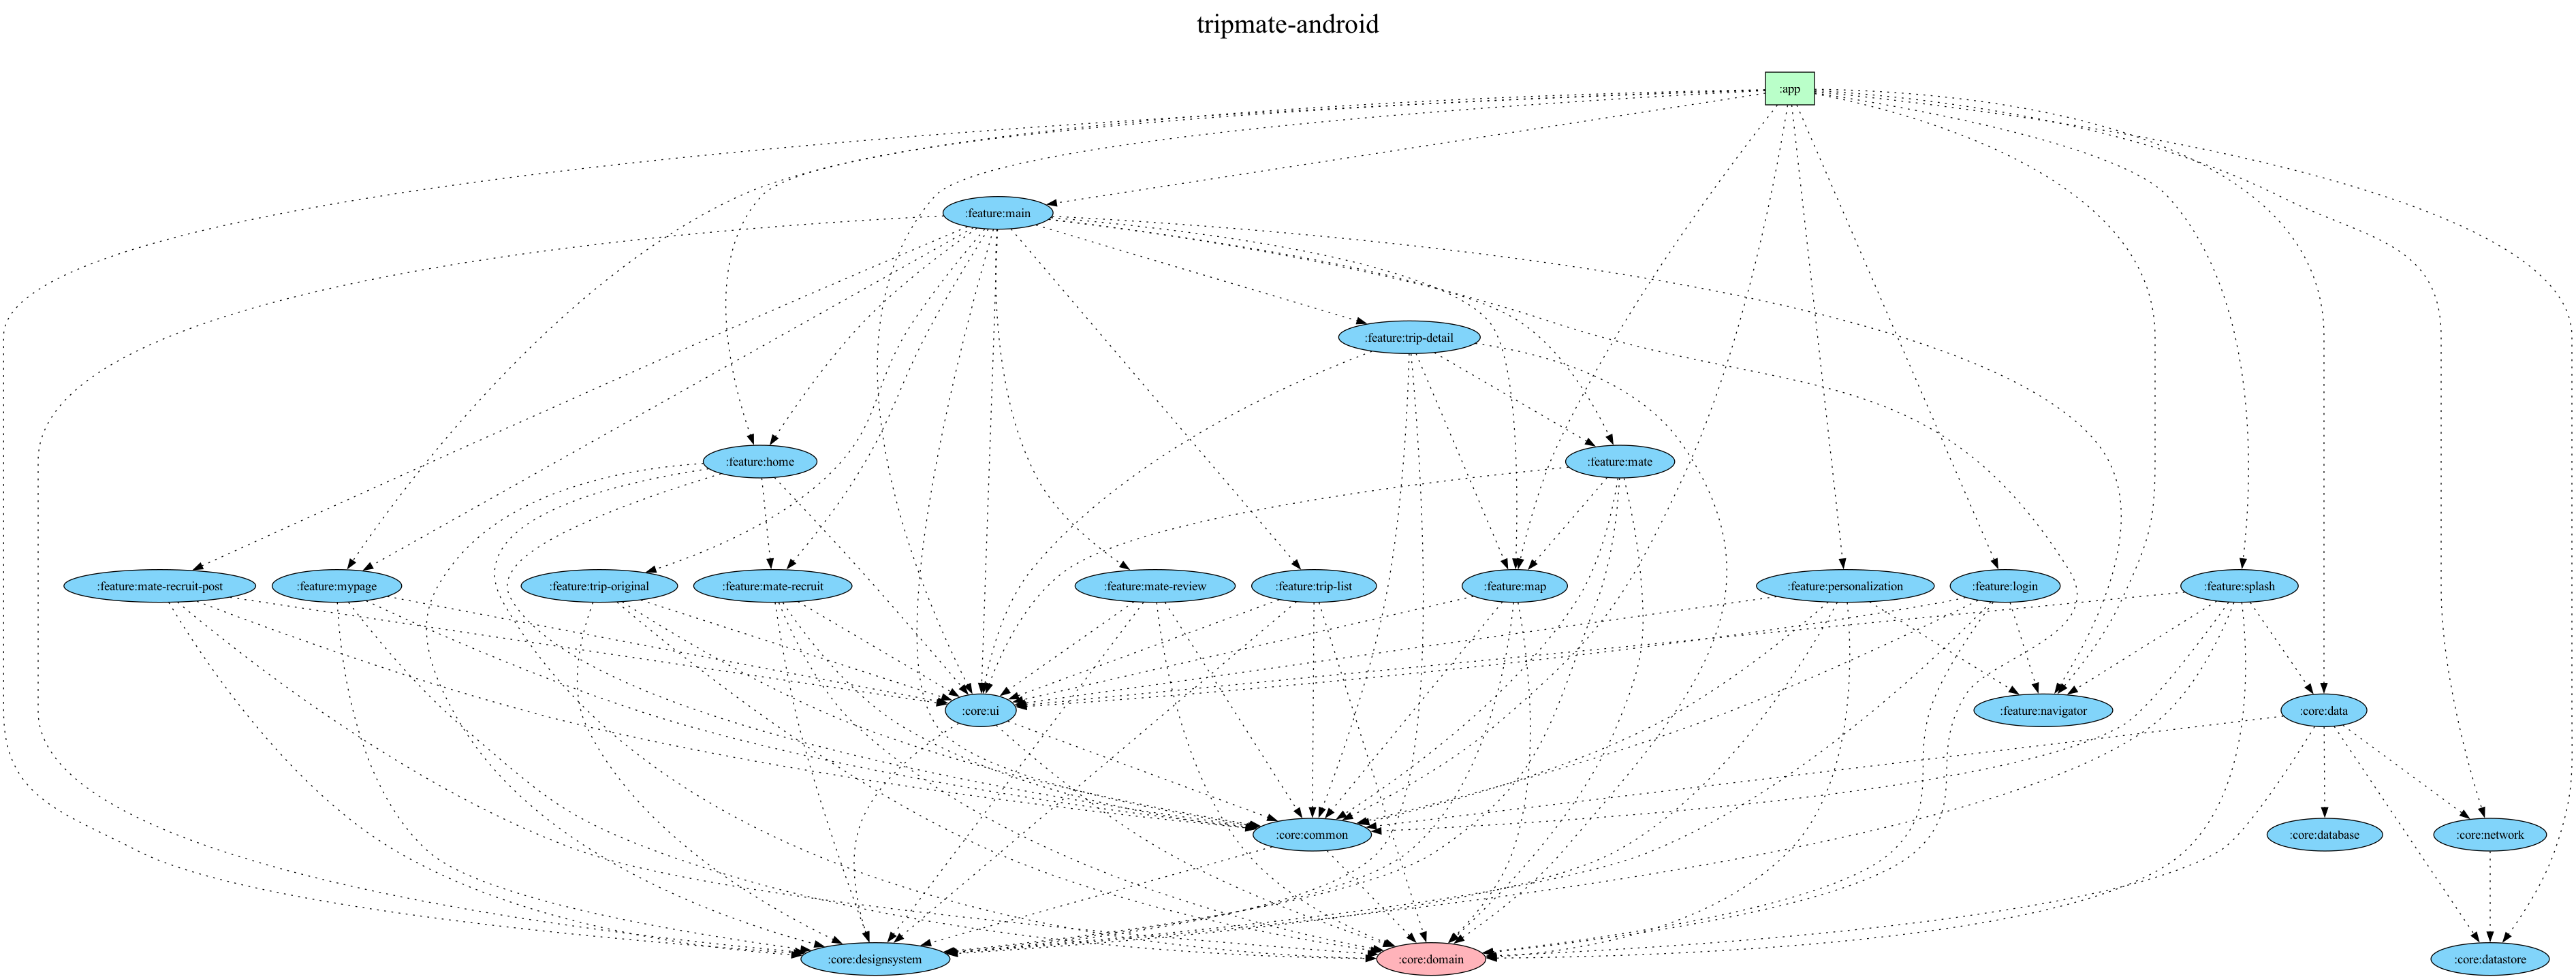 tripmate-android
:app
:feature:main
:feature:trip-detail
:feature:home
:feature:mate
:feature:mate-recruit-post
:feature:mypage
:feature:trip-original
:feature:mate-recruit
:feature:mate-review
:feature:trip-list
:feature:map
:feature:personalization
:feature:login
:feature:splash
:core:ui
:feature:navigator
:core:data
:core:common
:core:database
:core:network
:core:designsystem
:core:domain
:core:datastore